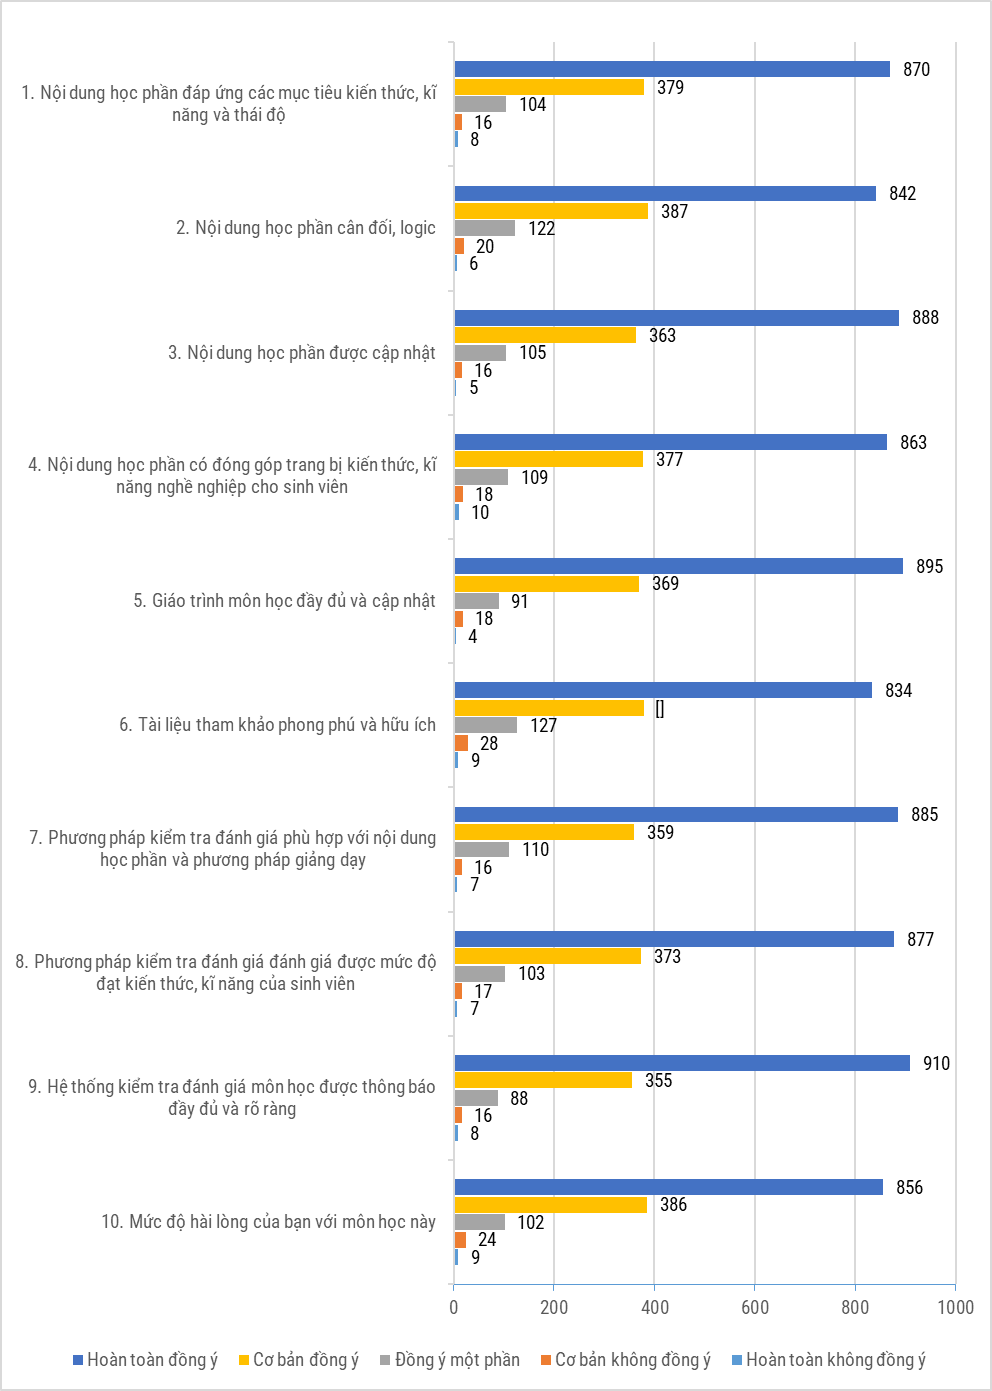 1. Nội dung học phần đáp ứng các mục tiêu kiến thức, kĩ
năng và thái độ
870
379
104
16
8
2. Nội dung học phần cân đối, logic
842
387
122
20
6
3. Nội dung học phần được cập nhật
888
363
105
16
5
4. Nội dung học phần có đóng góp trang bị kiến thức, kĩ
năng nghề nghiệp cho sinh viên
863
377
109
18
10
5. Giáo trình môn học đầy đủ và cập nhật
895
369
91
18
4
6. Tài liệu tham khảo phong phú và hữu ích
834
[]
127
28
9
7. Phương pháp kiểm tra đánh giá phù hợp với nội dung
học phần và phương pháp giảng dạy
885
359
110
16
7
8. Phương pháp kiểm tra đánh giá đánh giá được mức độ
đạt kiến thức, kĩ năng của sinh viên
877
373
103
17
7
9. Hệ thống kiểm tra đánh giá môn học được thông báo
đầy đủ và rõ ràng
910
355
88
16
8
10. Mức độ hài lòng của bạn với môn học này
856
386
102
24
9
0 200 400 600 800 1000
Hoàn toàn đồng ý Cơ bản đồng ý Đồng ý một phần Cơ bản không đồng ý Hoàn toàn không đồng ý